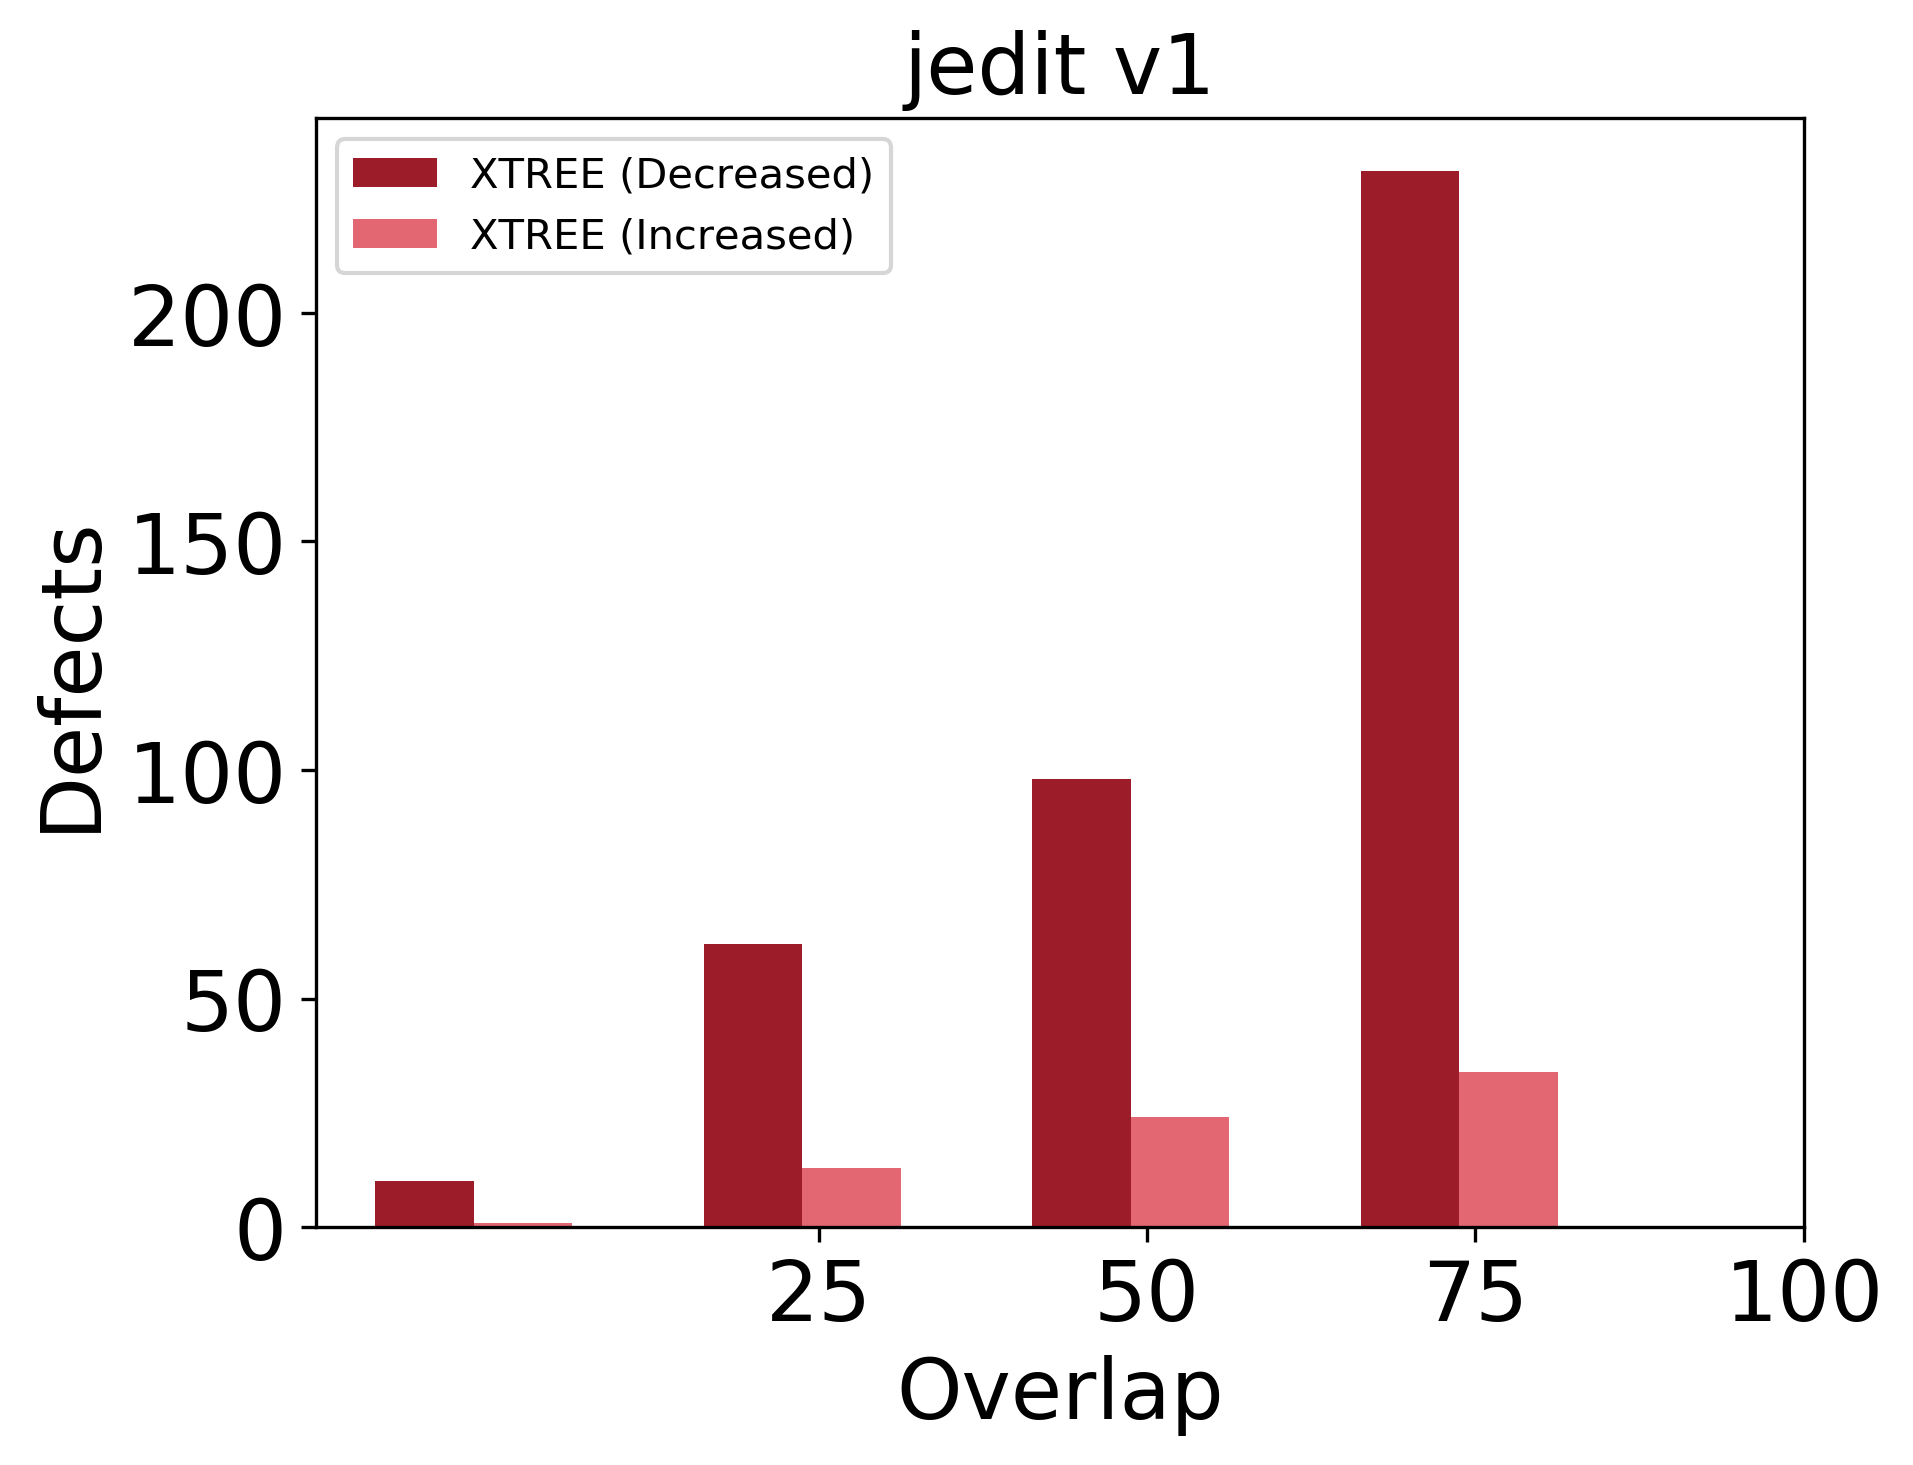 jedit v1
XTREE (Decreased)
XTREE (Increased)
200
150
100
50
0
Defects
25 50 75 100
Overlap